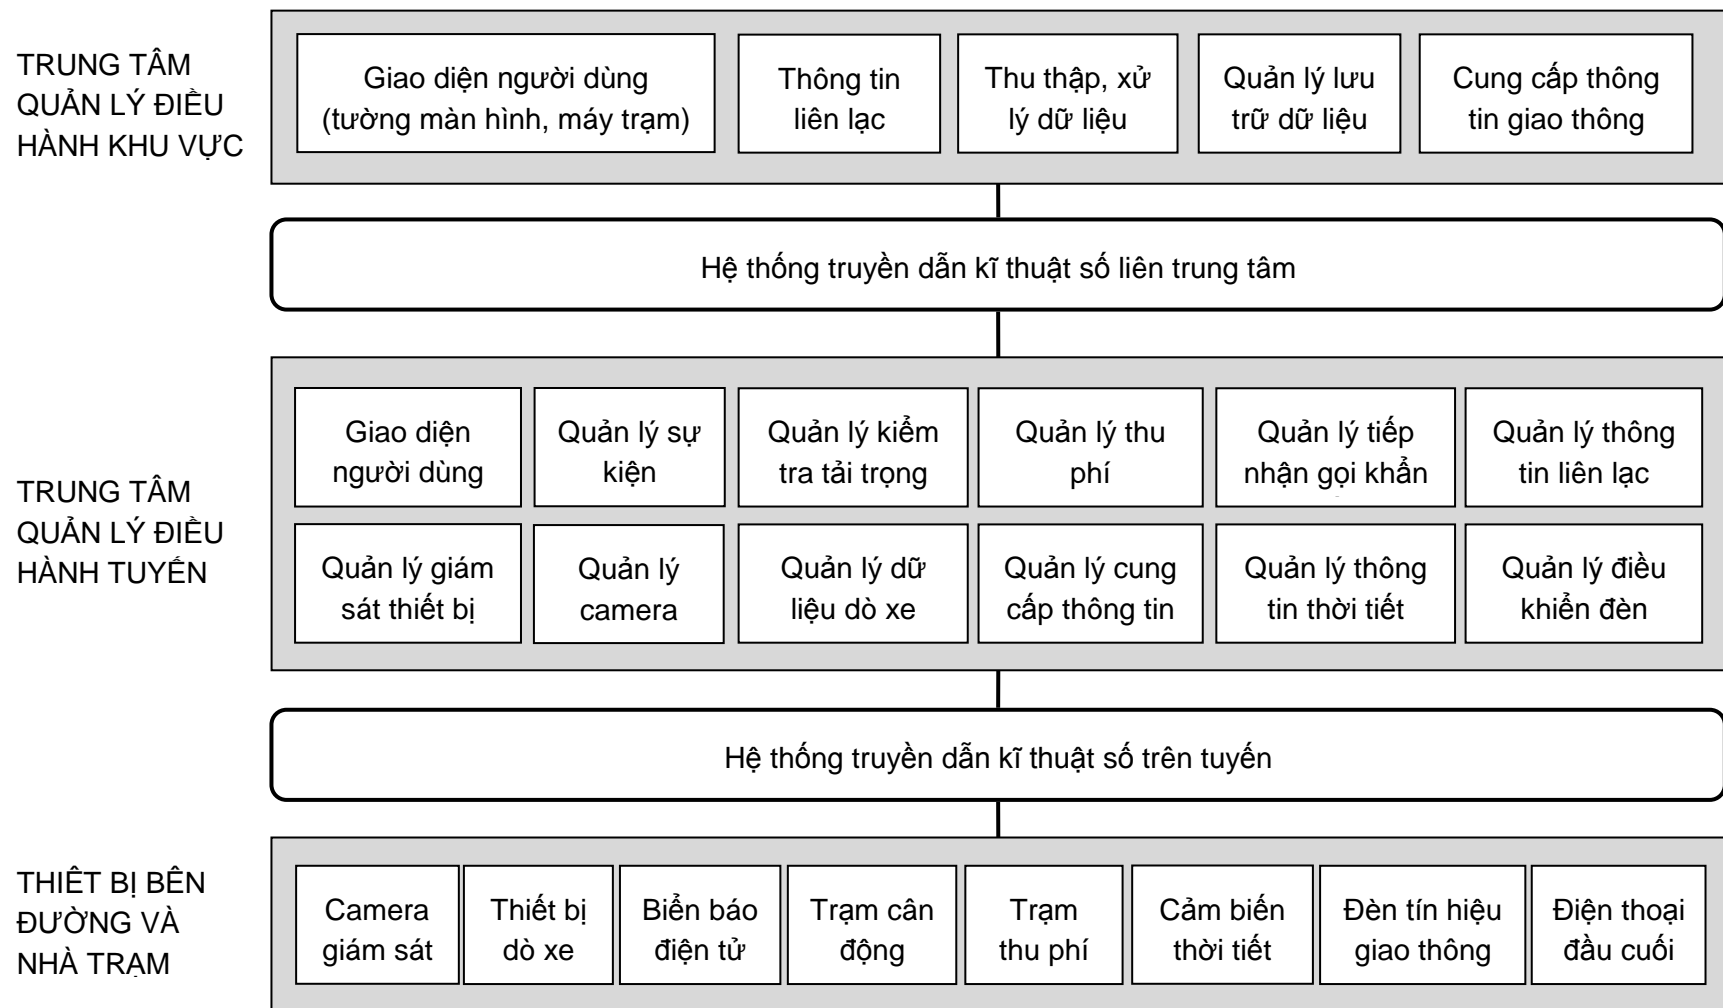 TRUNG TÂM
QUẢN LÝ ĐIỀU
HÀNH KHU VỰC
Giao diện người dùng
(tường màn hình, máy trạm)
Thông tin
liên lạc
Thu thập, xử
lý dữ liệu
Quản lý lưu
trữ dữ liệu
Cung cấp thông
tin giao thông
Hệ thống truyền dẫn kĩ thuật số liên trung tâm
TRUNG TÂM
QUẢN LÝ ĐIỀU
HÀNH TUYẾN
Giao diện
người dùng
Quản lý sự
kiện
Quản lý kiểm
tra tải trọng
Quản lý thu
phí
Quản lý tiếp
nhận gọi khẩn
Quản lý thông
tin liên lạc
Quản lý giám
sát thiết bị
Quản lý
camera
Quản lý dữ
liệu dò xe
Quản lý cung
cấp thông tin
Quản lý thông
tin thời tiết
Quản lý điều
khiển đèn
Hệ thống truyền dẫn kĩ thuật số trên tuyến
THIẾT BỊ BÊN
ĐƯỜNG VÀ
NHÀ TRẠM
Camera
giám sát
Thiết bị
dò xe
Biển báo
điện tử
Trạm cân
động
Trạm
thu phí
Cảm biến
thời tiết
Đèn tín hiệu
giao thông
Điện thoại
đầu cuối